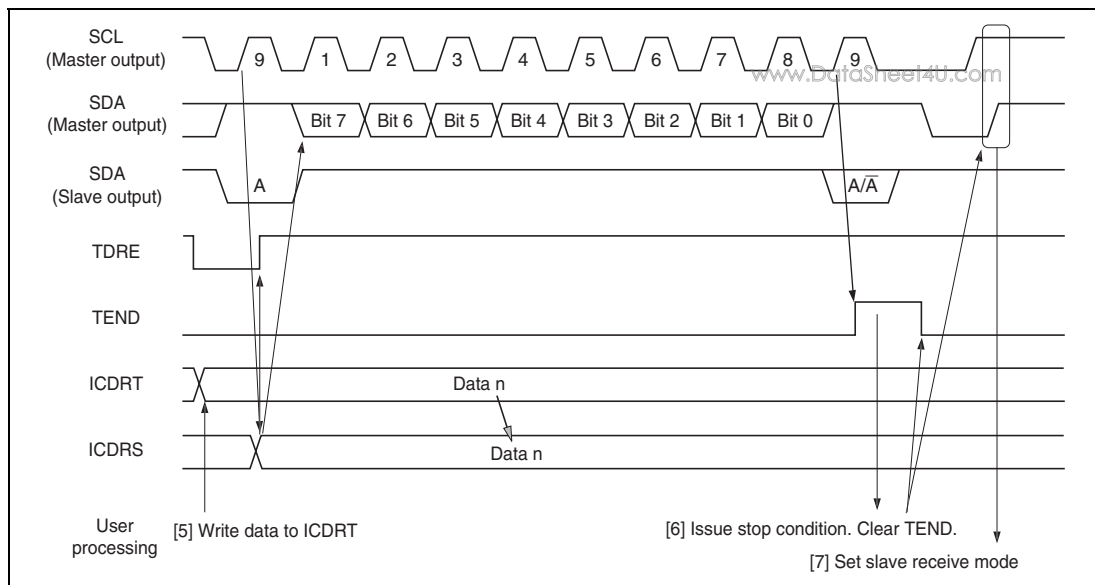 SCL
(Master output)
9 1 2 3 4 5 6 7 8 9
www.DataSheet4U.com
SDA
(Master output)
Bit 7 Bit 6 Bit 5 Bit 4 Bit 3 Bit 2 Bit 1 Bit 0
SDA
(Slave output)
A A/A̅
TDRE
TEND
ICDRT
Data n
ICDRS
Data n
User
processing
[5] Write data to ICDRT
[6] Issue stop condition. Clear TEND.
[7] Set slave receive mode